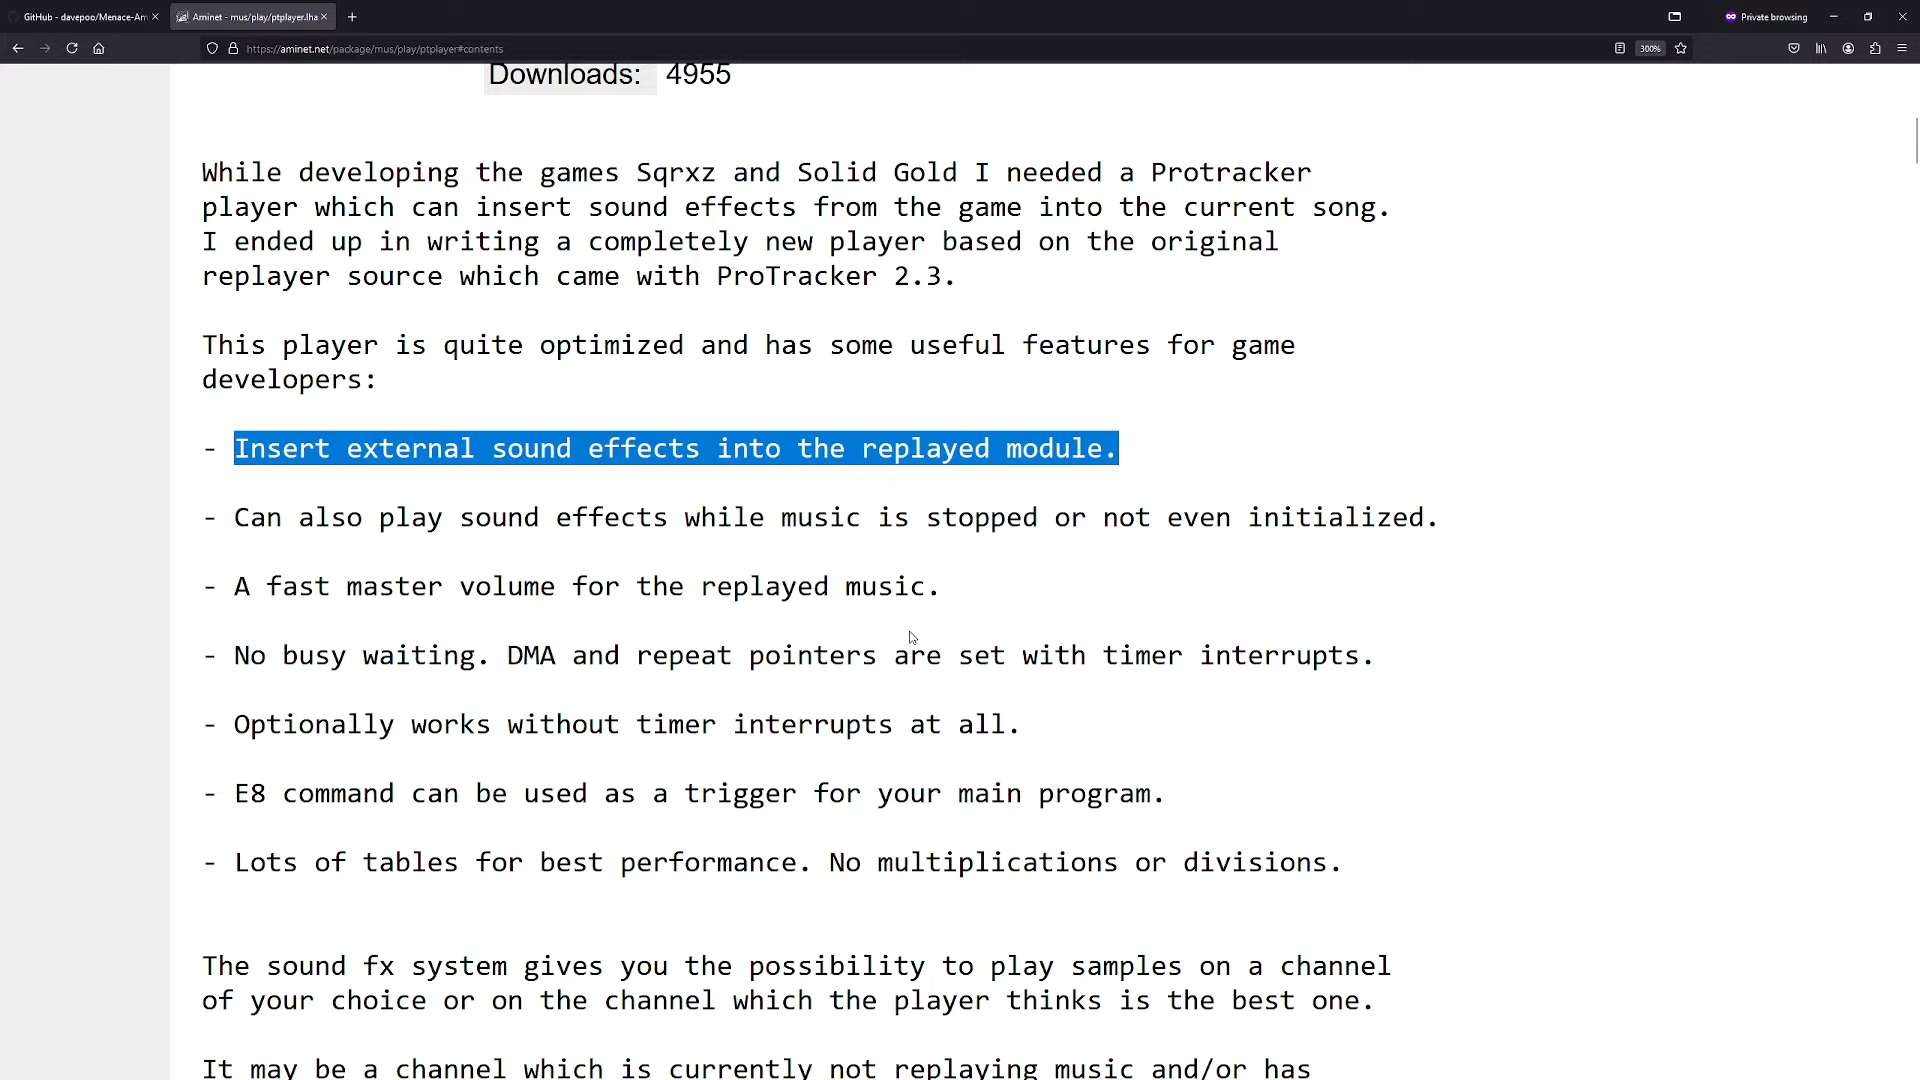 GitHub - davepoo/Menace-Am
Aminet - mus/play/ptplayer.lha
Private browsing
https://aminet.net/package/mus/play/ptplayer#contents
300%
Downloads: 4955
While developing the games Sqrxz and Solid Gold I needed a Protracker
player which can insert sound effects from the game into the current song.
I ended up in writing a completely new player based on the original
replayer source which came with ProTracker 2.3.
This player is quite optimized and has some useful features for game
developers:
- Insert external sound effects into the replayed module.
- Can also play sound effects while music is stopped or not even initialized.
- A fast master volume for the replayed music.
- No busy waiting. DMA and repeat pointers are set with timer interrupts.
- Optionally works without timer interrupts at all.
- E8 command can be used as a trigger for your main program.
- Lots of tables for best performance. No multiplications or divisions.
The sound fx system gives you the possibility to play samples on a channel
of your choice or on the channel which the player thinks is the best one.
It may be a channel which is currently not replaying music and/or has